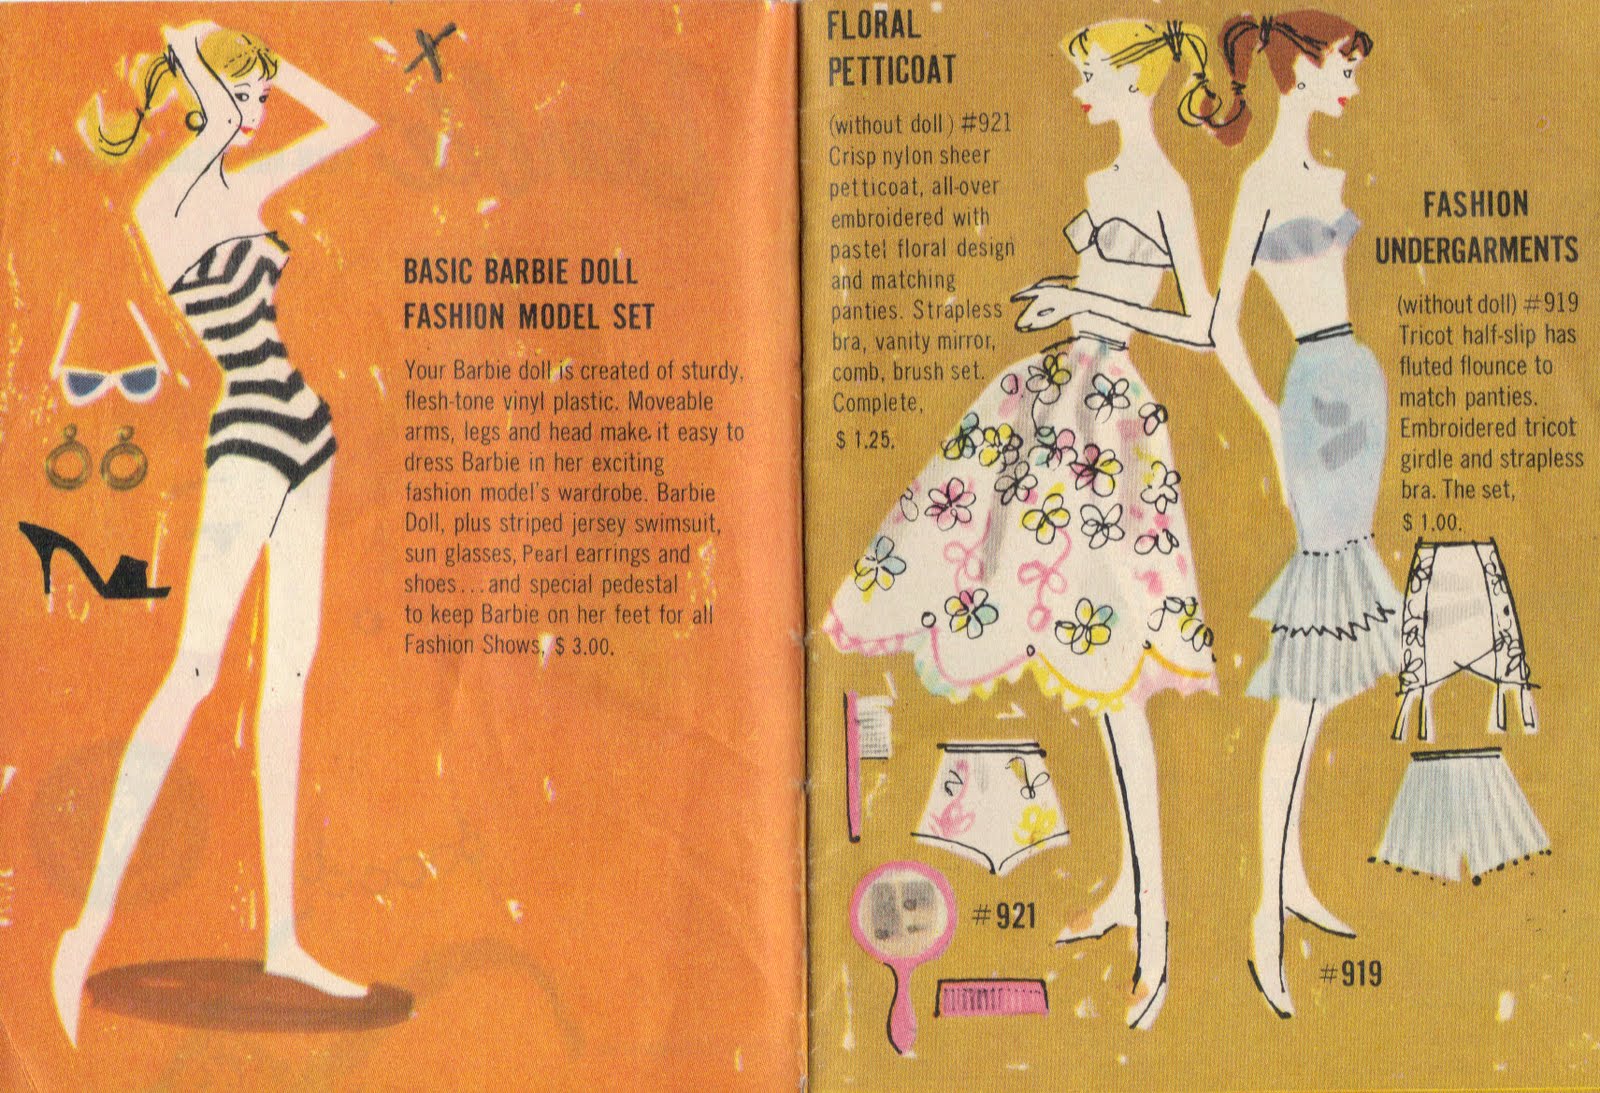 BASIC BARBIE DOLL
FASHION MODEL SET
Your Barbie doll is created of sturdy,
flesh-tone vinyl plastic. Moveable
arms, legs and head make it easy to
dress Barbie in her exciting
fashion model's wardrobe. Barbie
Doll, plus striped jersey swimsuit,
sun glasses, Pearl earrings and
shoes...and special pedestal
to keep Barbie on her feet for all
Fashion Shows, $ 3.00.
FLORAL
PETTICOAT
(without doll) #921
Crisp nylon sheer
petticoat, all-over
embroidered with
pastel floral design
and matching
panties. Strapless
bra, vanity mirror,
comb, brush set.
Complete,
$ 1.25.
#921
FASHION
UNDERGARMENTS
(without doll) #919
Tricot half-slip has
fluted flounce to
match panties.
Embroidered tricot
girdle and strapless
bra. The set,
$ 1.00.
#919